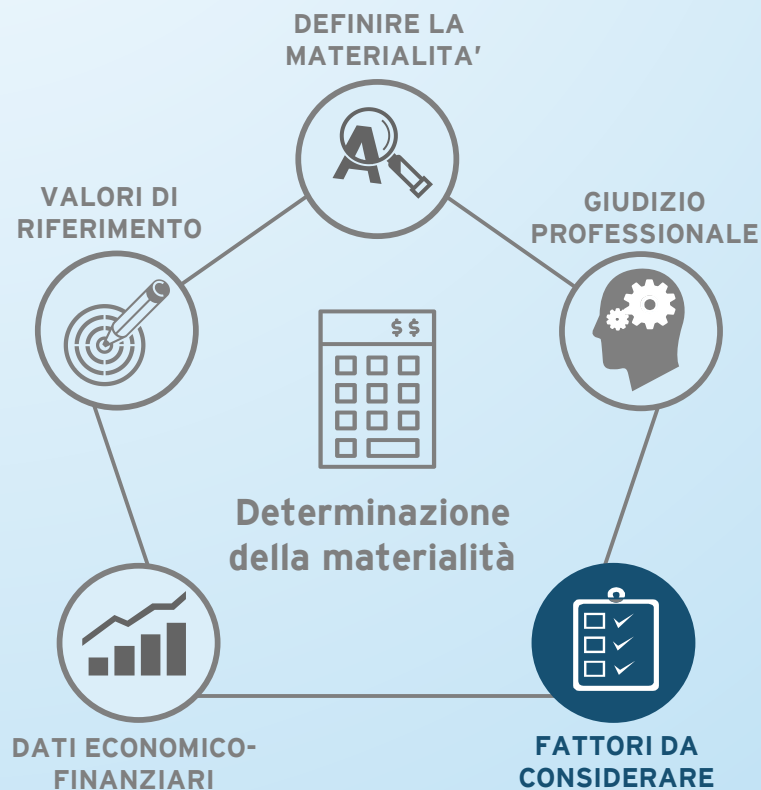 DEFINIRE LA
MATERIALITA’
VALORI DI
RIFERIMENTO
GIUDIZIO
PROFESSIONALE
A
$ $
Determinazione
della materialità
DATI ECONOMICO-
FINANZIARI
FATTORI DA
CONSIDERARE